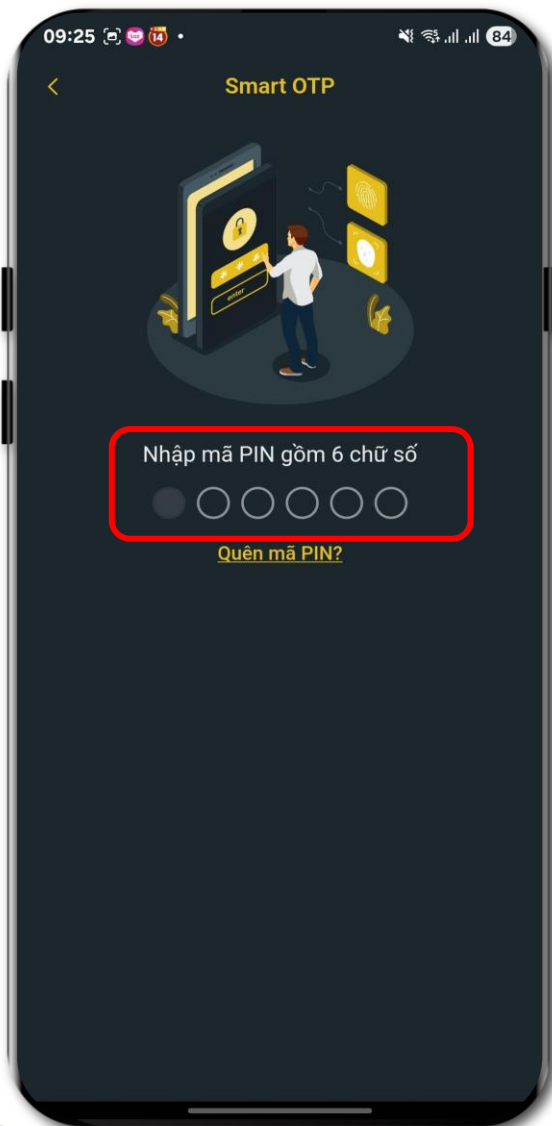 09:25
84
Smart OTP
* * *
enter
Nhập mã PIN gồm 6 chữ số
Quên mã PIN?